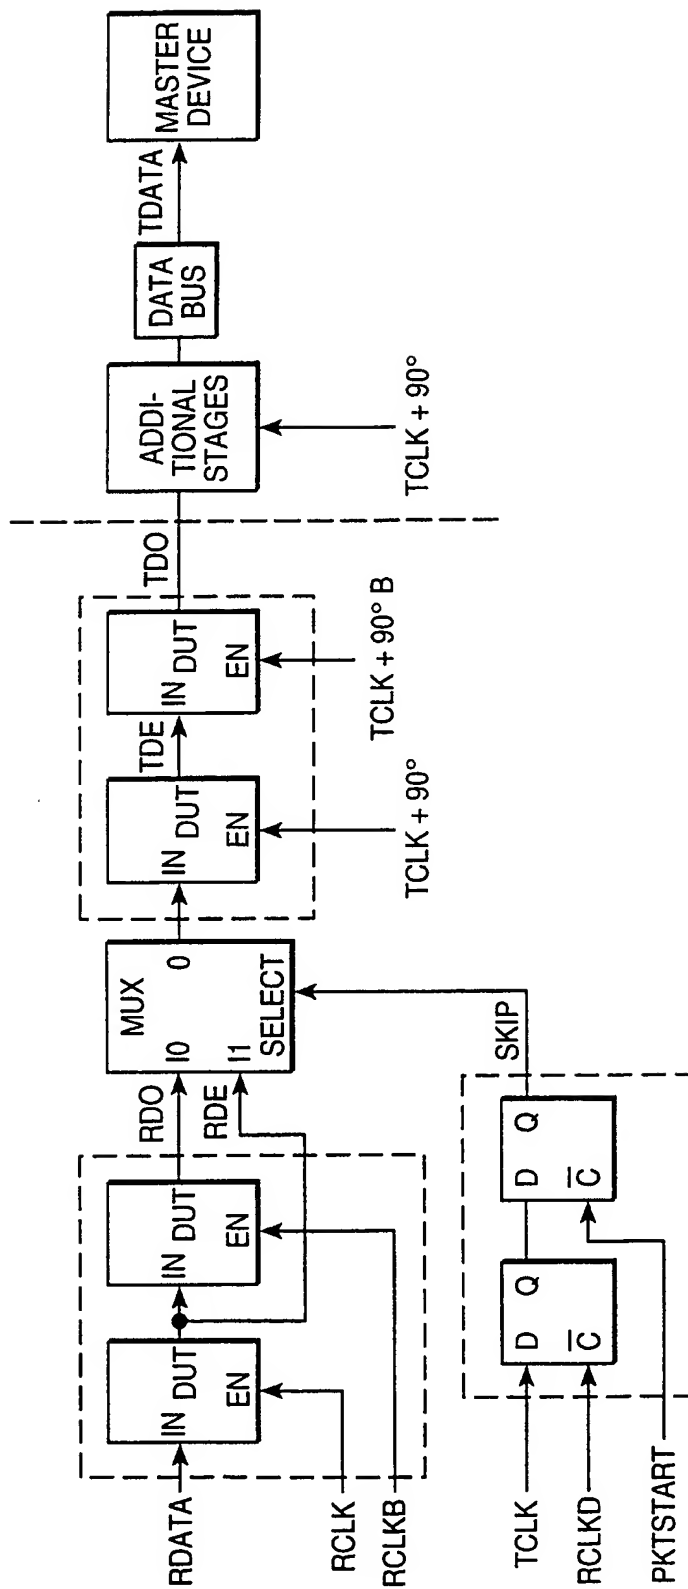 RDATA
IN
DUT
EN
IN
DUT
EN
RCLK
RCLKB
RDO
RDE
MUX
I0
0
I1
SELECT
IN
DUT
EN
TDE
IN
DUT
EN
TDO
TCLK + 90°
TCLK + 90° B
ADDI-
TIONAL
STAGES
TCLK + 90°
DATA
BUS
TDATA
MASTER
DEVICE
TCLK
RCLKD
PKTSTART
D
Q
C̅
D
Q
C̅
SKIP